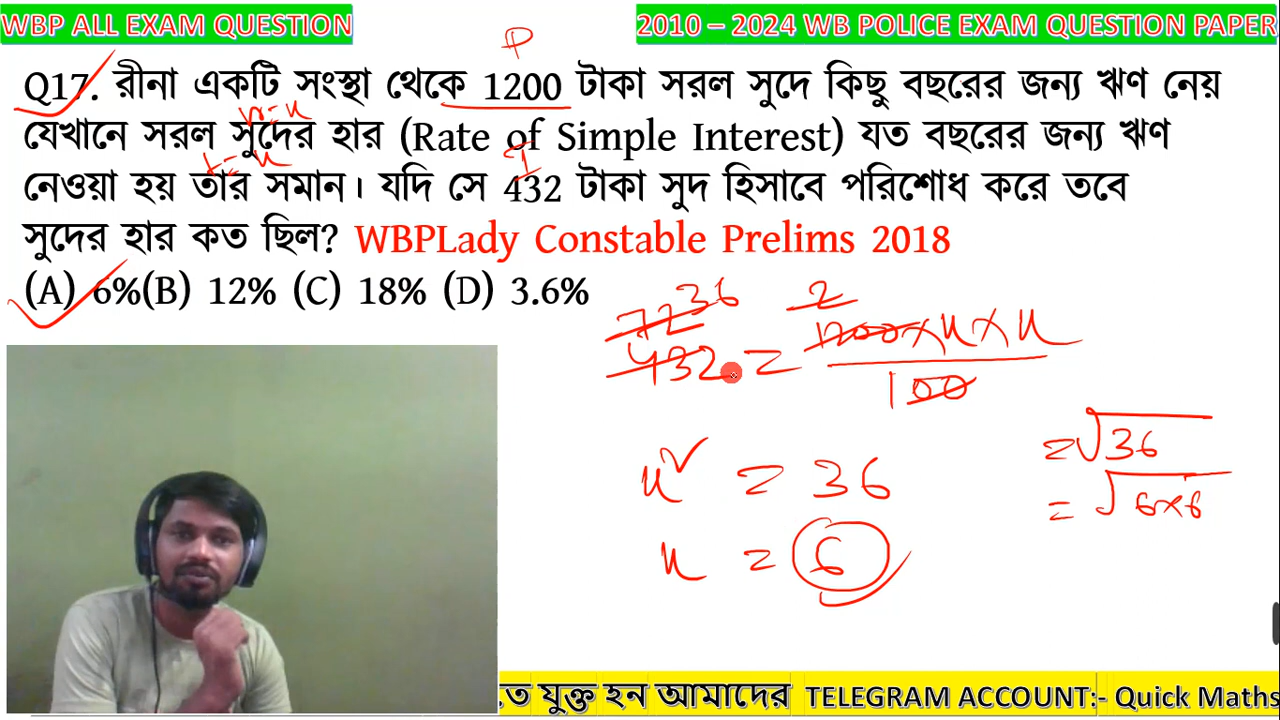 WBP ALL EXAM QUESTION
2010 – 2024 WB POLICE EXAM QUESTION PAPER
P
Q17. রীনা একটি সংস্থা থেকে 1200 টাকা সরল সুদে কিছু বছরের জন্য ঋণ নেয়
r = x
যেখানে সরল সুদের হার (Rate of Simple Interest) যত বছরের জন্য ঋণ
t = x I
নেওয়া হয় তার সমান। যদি সে 432 টাকা সুদ হিসাবে পরিশোধ করে তবে
সুদের হার কত ছিল? WBPLady Constable Prelims 2018
(A) 6%(B) 12% (C) 18% (D) 3.6%
72 36 2
432 = 1200 × x × x
100
= √36
x² = 36
= √6×6
x = 6
তে যুক্ত হন আমাদের TELEGRAM ACCOUNT:- Quick Maths